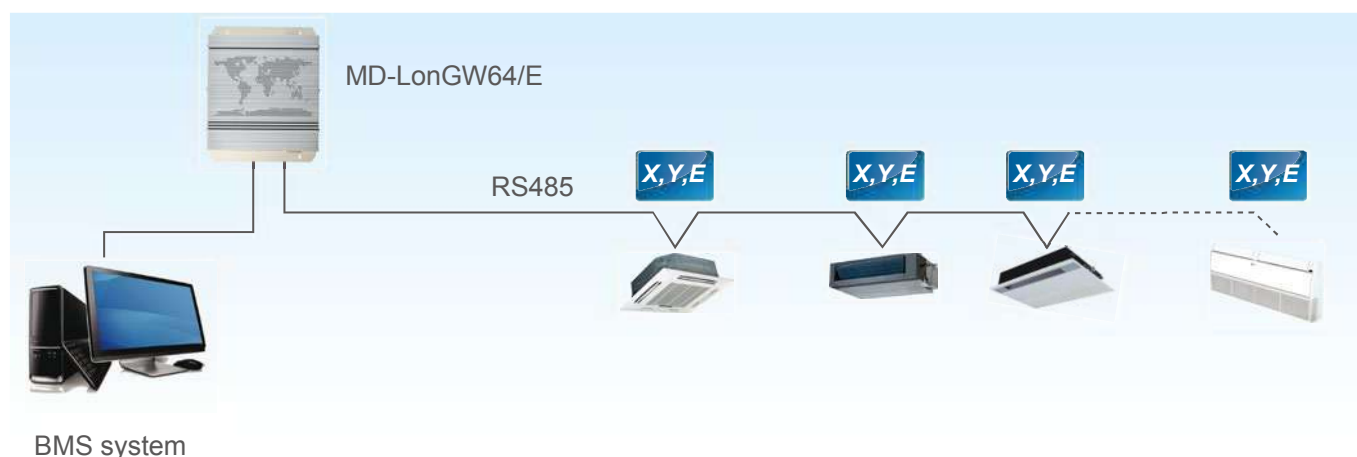 MD-LonGW64/E
RS485
X,Y,E
X,Y,E
X,Y,E
X,Y,E
BMS system